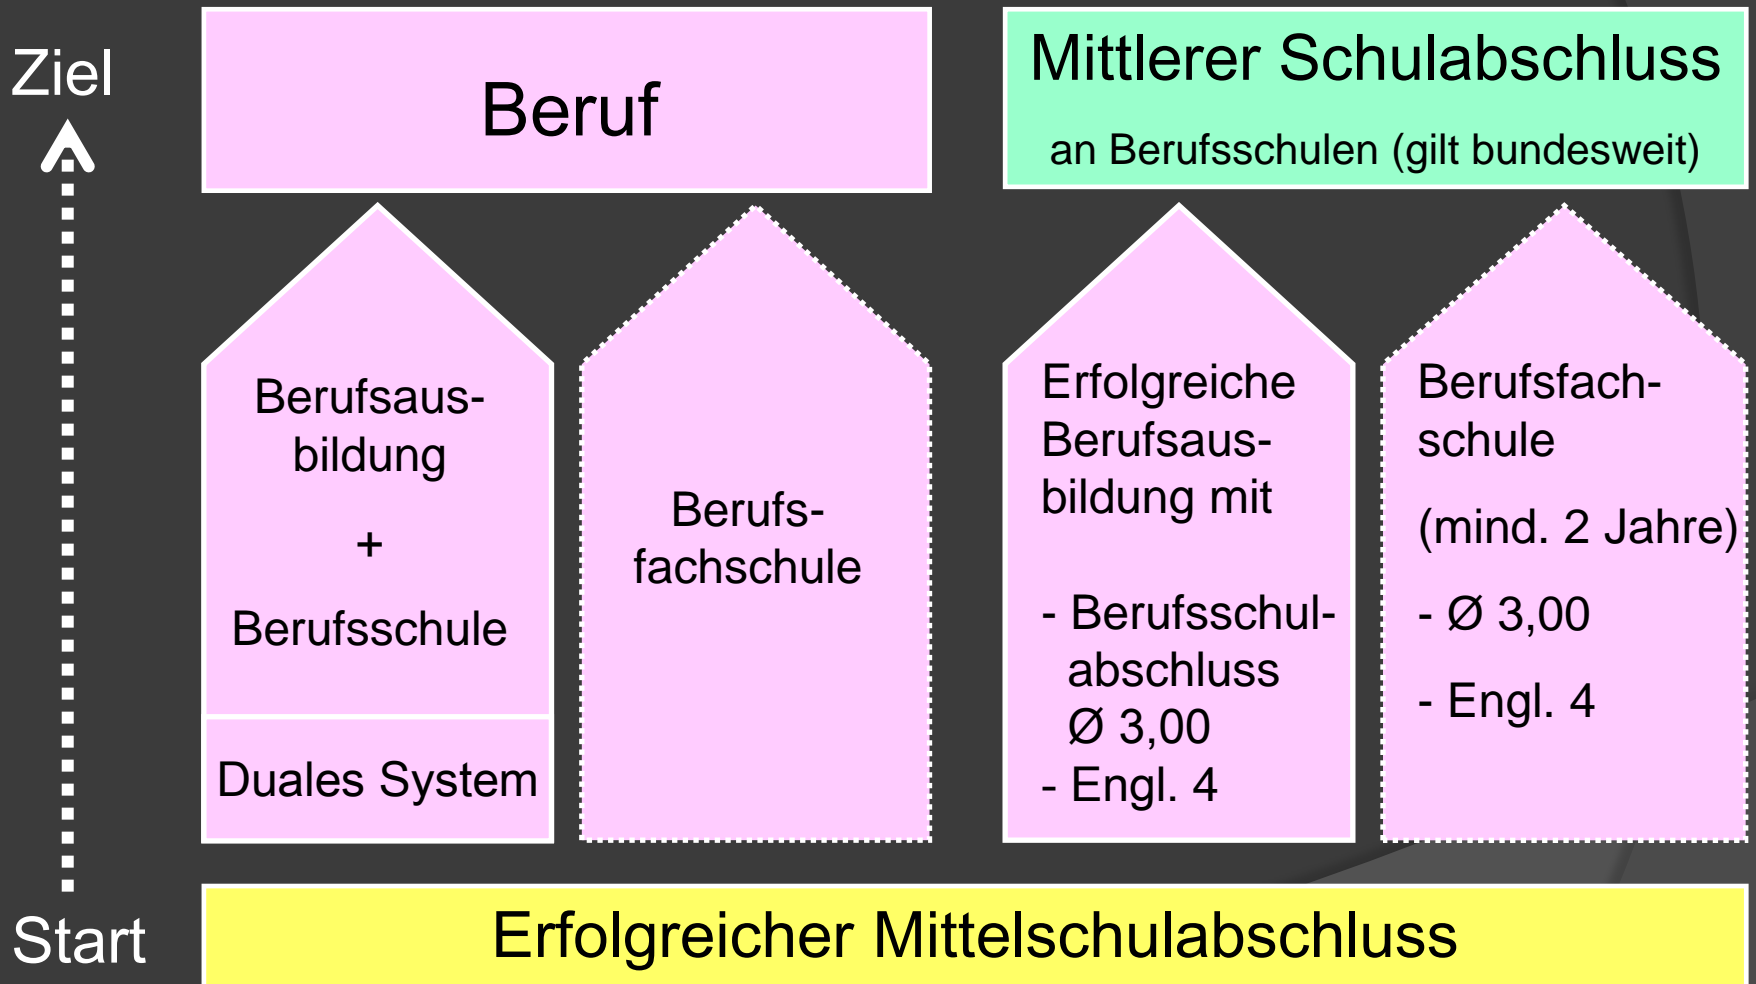 Ziel
Beruf
Mittlerer Schulabschluss
an Berufsschulen (gilt bundesweit)
Berufsaus-
bildung
+
Berufsschule
Duales System
Berufs-
fachschule
Erfolgreiche
Berufsaus-
bildung mit
- Berufsschul-
abschluss
Ø 3,00
- Engl. 4
Berufsfach-
schule
(mind. 2 Jahre)
- Ø 3,00
- Engl. 4
Start
Erfolgreicher Mittelschulabschluss